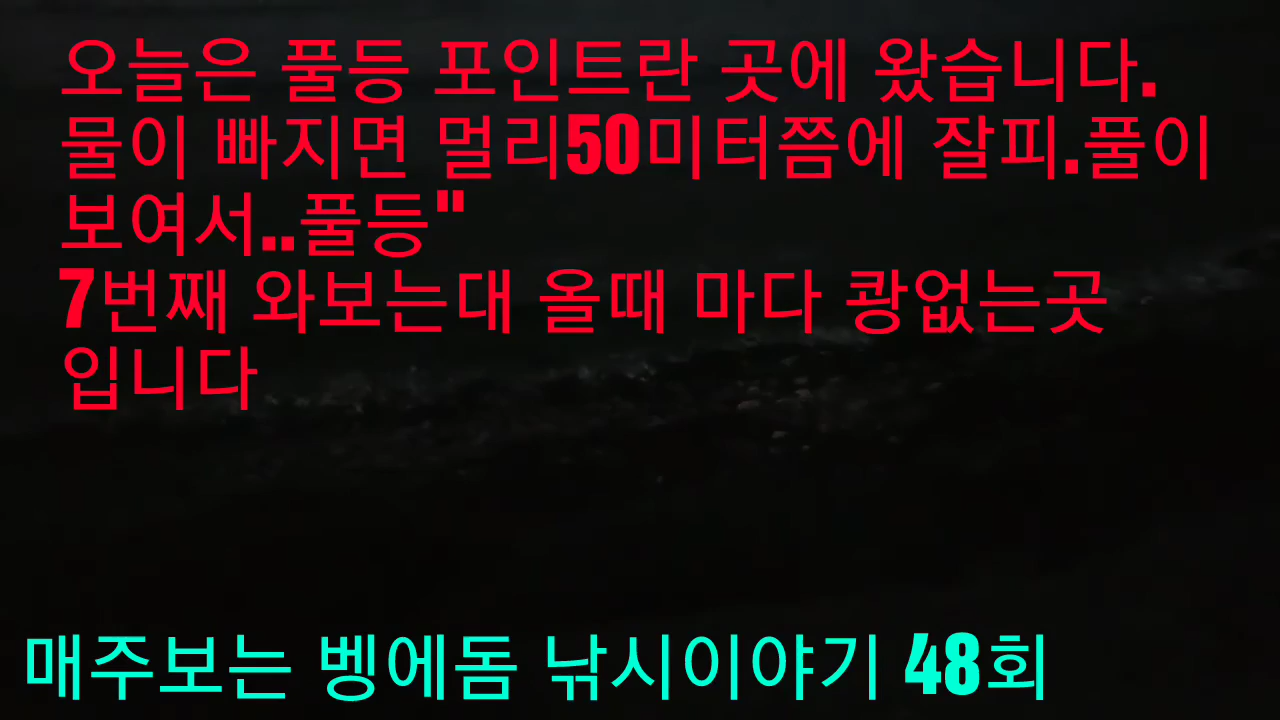 오늘은 풀등 포인트란 곳에 왔습니다.
물이 빠지면 멀리50미터쯤에 잘피.풀이
보여서..풀등"
7번째 와보는대 올때 마다 쾅없는곳
입니다
매주보는 벵에돔 낚시이야기 48회